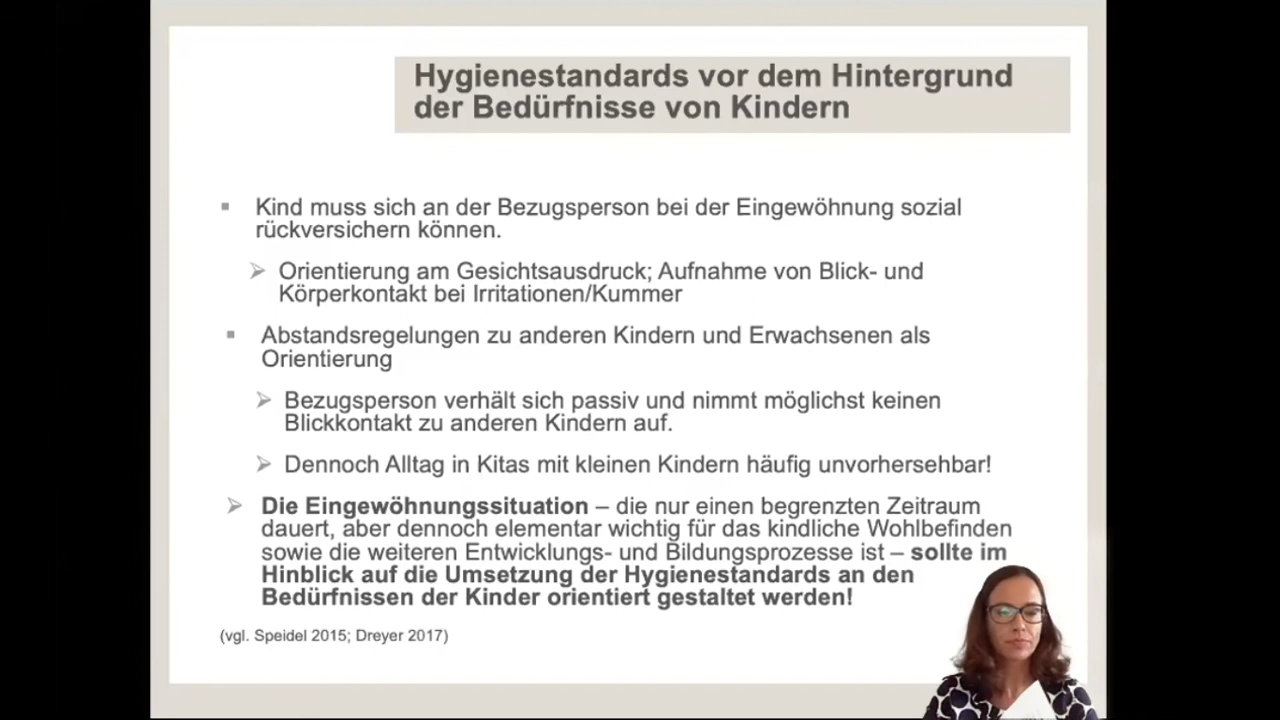 Hygienestandards vor dem Hintergrund
der Bedürfnisse von Kindern
▪ Kind muss sich an der Bezugsperson bei der Eingewöhnung sozial
rückversichern können.
➢ Orientierung am Gesichtsausdruck; Aufnahme von Blick- und
Körperkontakt bei Irritationen/Kummer
▪ Abstandsregelungen zu anderen Kindern und Erwachsenen als
Orientierung
➢ Bezugsperson verhält sich passiv und nimmt möglichst keinen
Blickkontakt zu anderen Kindern auf.
➢ Dennoch Alltag in Kitas mit kleinen Kindern häufig unvorhersehbar!
➢ Die Eingewöhnungssituation – die nur einen begrenzten Zeitraum
dauert, aber dennoch elementar wichtig für das kindliche Wohlbefinden
sowie die weiteren Entwicklungs- und Bildungsprozesse ist – sollte im
Hinblick auf die Umsetzung der Hygienestandards an den
Bedürfnissen der Kinder orientiert gestaltet werden!
(vgl. Speidel 2015; Dreyer 2017)